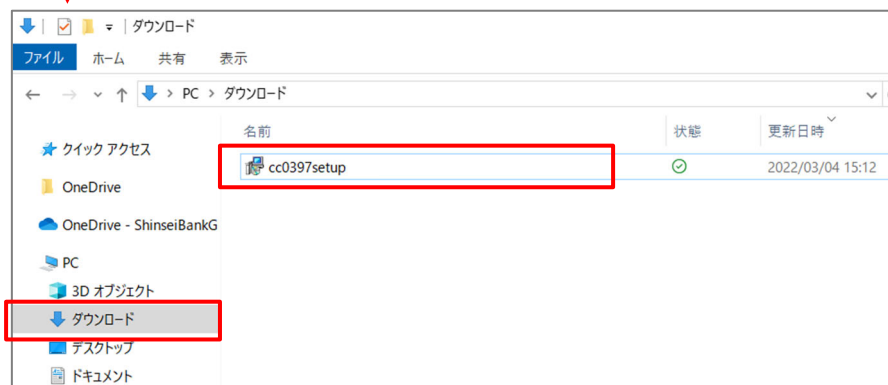 ダウンロード
ファイル ホーム 共有 表示
PC > ダウンロード
名前 状態 更新日時
クイック アクセス
cc0397setup 2022/03/04 15:12
OneDrive
OneDrive - ShinseiBankG
PC
3D オブジェクト
ダウンロード
デスクトップ
ドキュメント